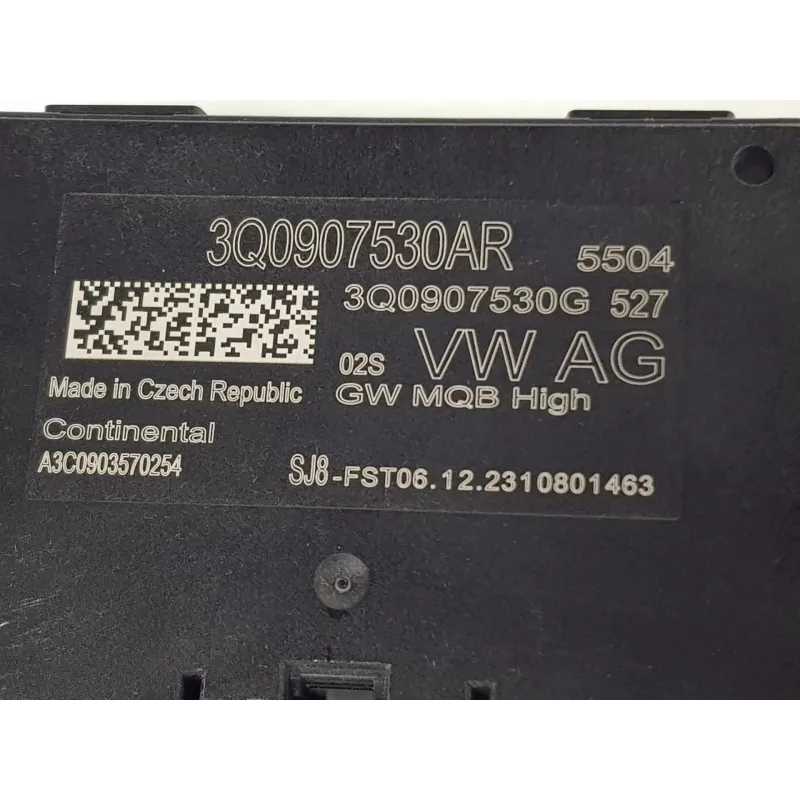 3Q0907530AR 5504
3Q0907530G 527
02S VW AG
Made in Czech Republic GW MQB High
Continental
A3C0903570254 SJ8-FST06.12.2310801463